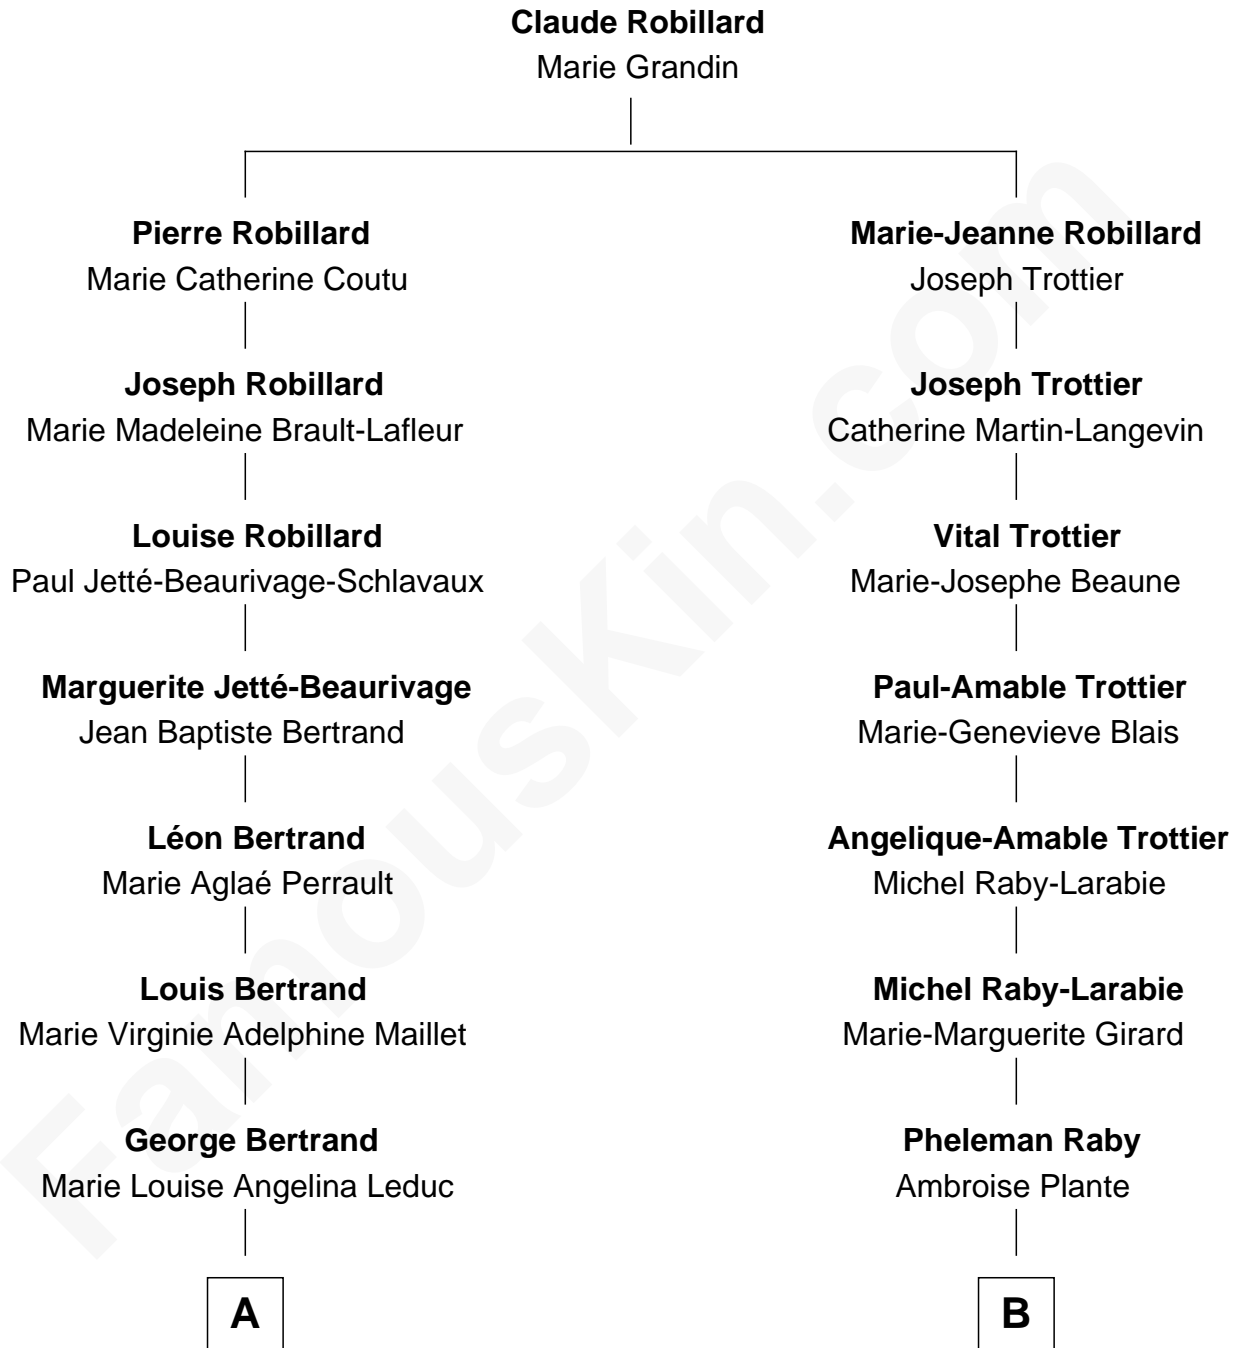 Claude Robillard
Marie Grandin
Pierre Robillard
Marie Catherine Coutu
Joseph Robillard
Marie Madeleine Brault-Lafleur
Louise Robillard
Paul Jetté-Beaurivage-Schlavaux
Marguerite Jetté-Beaurivage
Jean Baptiste Bertrand
Léon Bertrand
Marie Aglaé Perrault
Louis Bertrand
Marie Virginie Adelphine Maillet
George Bertrand
Marie Louise Angelina Leduc
A
Marie-Jeanne Robillard
Joseph Trottier
Joseph Trottier
Catherine Martin-Langevin
Vital Trottier
Marie-Josephe Beaune
Paul-Amable Trottier
Marie-Genevieve Blais
Angelique-Amable Trottier
Michel Raby-Larabie
Michel Raby-Larabie
Marie-Marguerite Girard
Pheleman Raby
Ambroise Plante
B
FamousKin.com